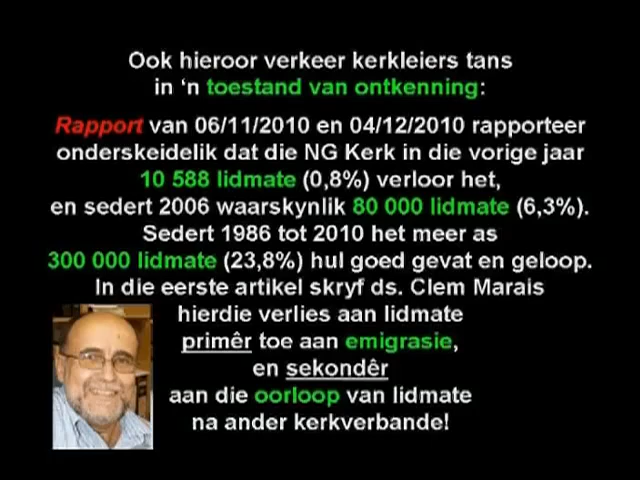 Ook hieroor verkeer kerkleiers tans
in ‘n toestand van ontkenning:
Rapport van 06/11/2010 en 04/12/2010 rapporteer
onderskeidelik dat die NG Kerk in die vorige jaar
10 588 lidmate (0,8%) verloor het,
en sedert 2006 waarskynlik 80 000 lidmate (6,3%).
Sedert 1986 tot 2010 het meer as
300 000 lidmate (23,8%) hul goed gevat en geloop.
In die eerste artikel skryf ds. Clem Marais
hierdie verlies aan lidmate
primêr toe aan emigrasie,
en sekondêr
aan die oorloop van lidmate
na ander kerkverbande!